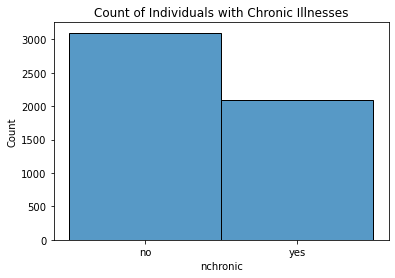 Count of Individuals with Chronic Illnesses
3000
2500
2000
1500
1000
500
0
Count
no yes
nchronic